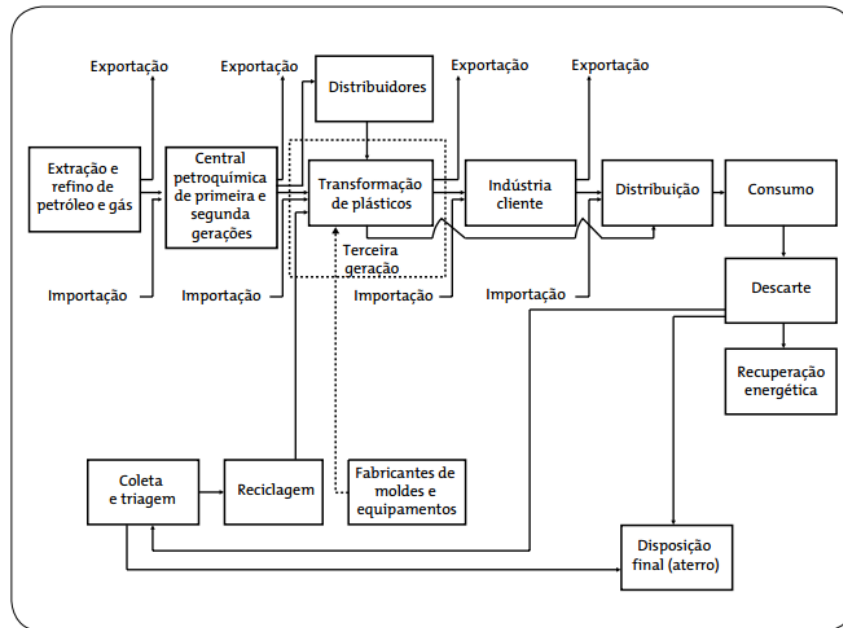 Exportação
Exportação
Exportação
Exportação
Distribuidores
Extração e
refino de
petróleo e gás
Central
petroquímica
de primeira e
segunda
gerações
Transformação
de plásticos
Indústria
cliente
Distribuição
Consumo
Terceira
geração
Importação
Importação
Importação
Importação
Descarte
Recuperação
energética
Coleta
e triagem
Reciclagem
Fabricantes de
moldes e
equipamentos
Disposição
final (aterro)